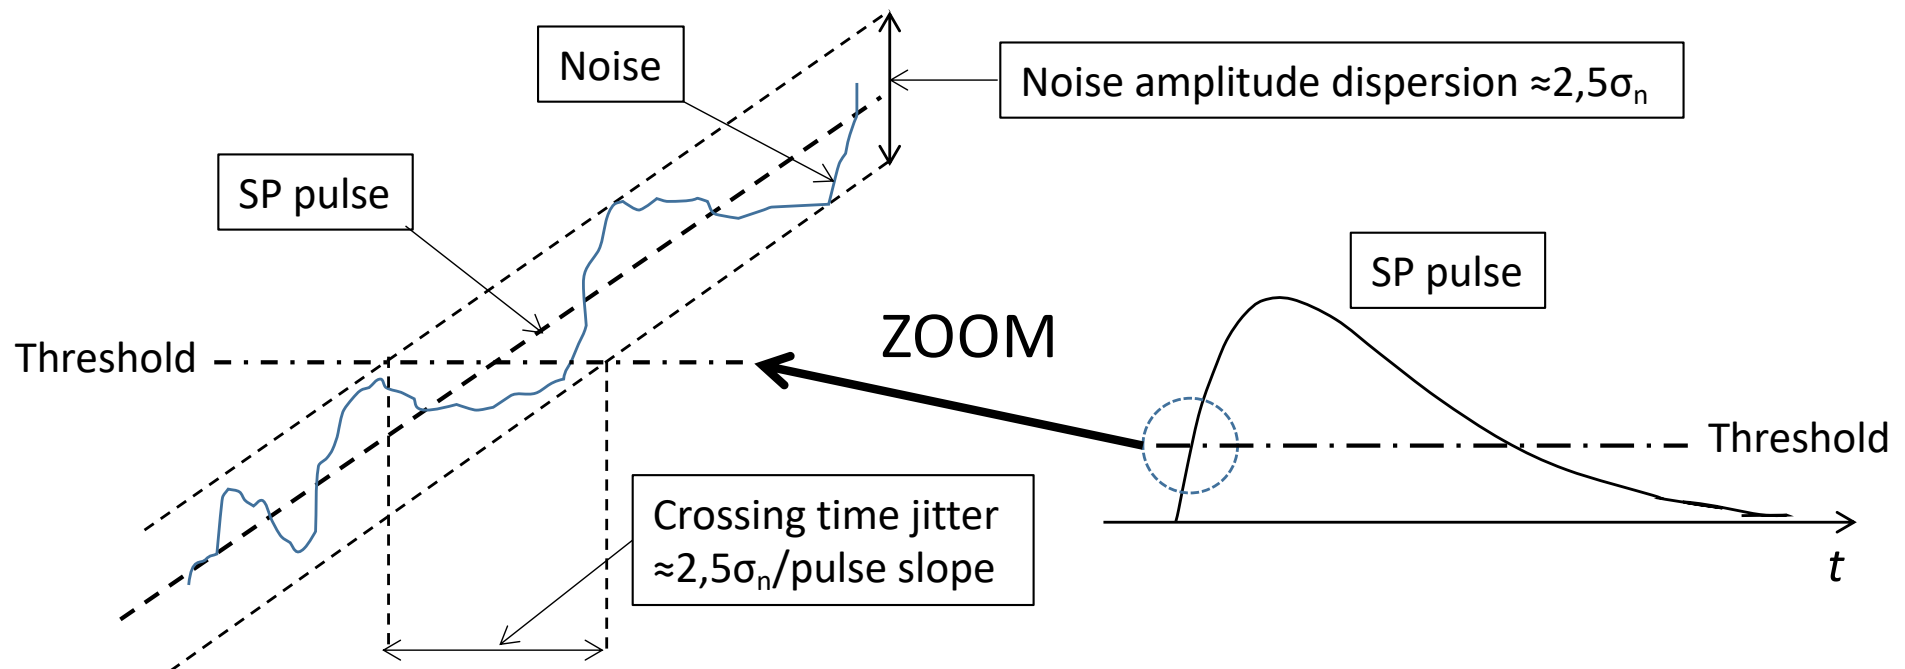 Noise
Noise amplitude dispersion ≈2,5σn
SP pulse
SP pulse
Threshold
ZOOM
Threshold
Crossing time jitter
≈2,5σn/pulse slope
t